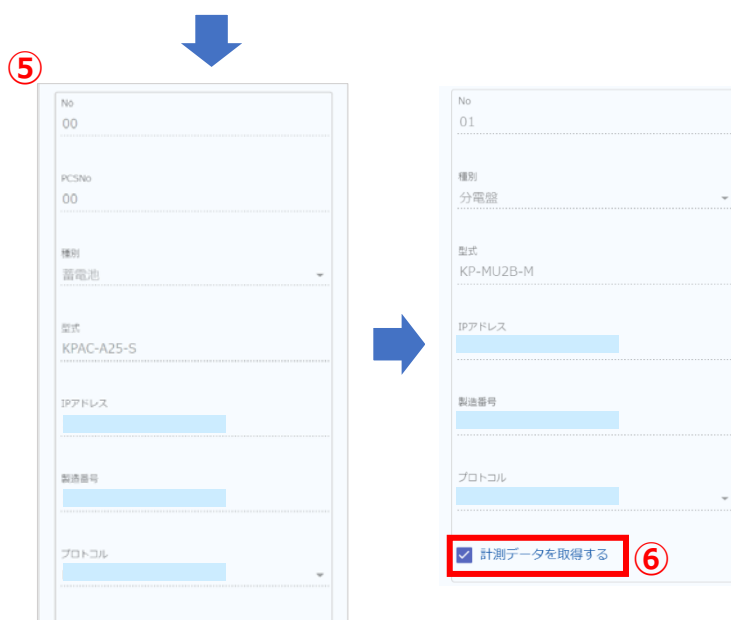 ⑤
No
00
PCSNo
00
種別
蓄電池
型式
KPAC-A25-S
IPアドレス
製造番号
プロトコル
No
01
種別
分電盤
型式
KP-MU2B-M
IPアドレス
製造番号
プロトコル
計測データを取得する
⑥